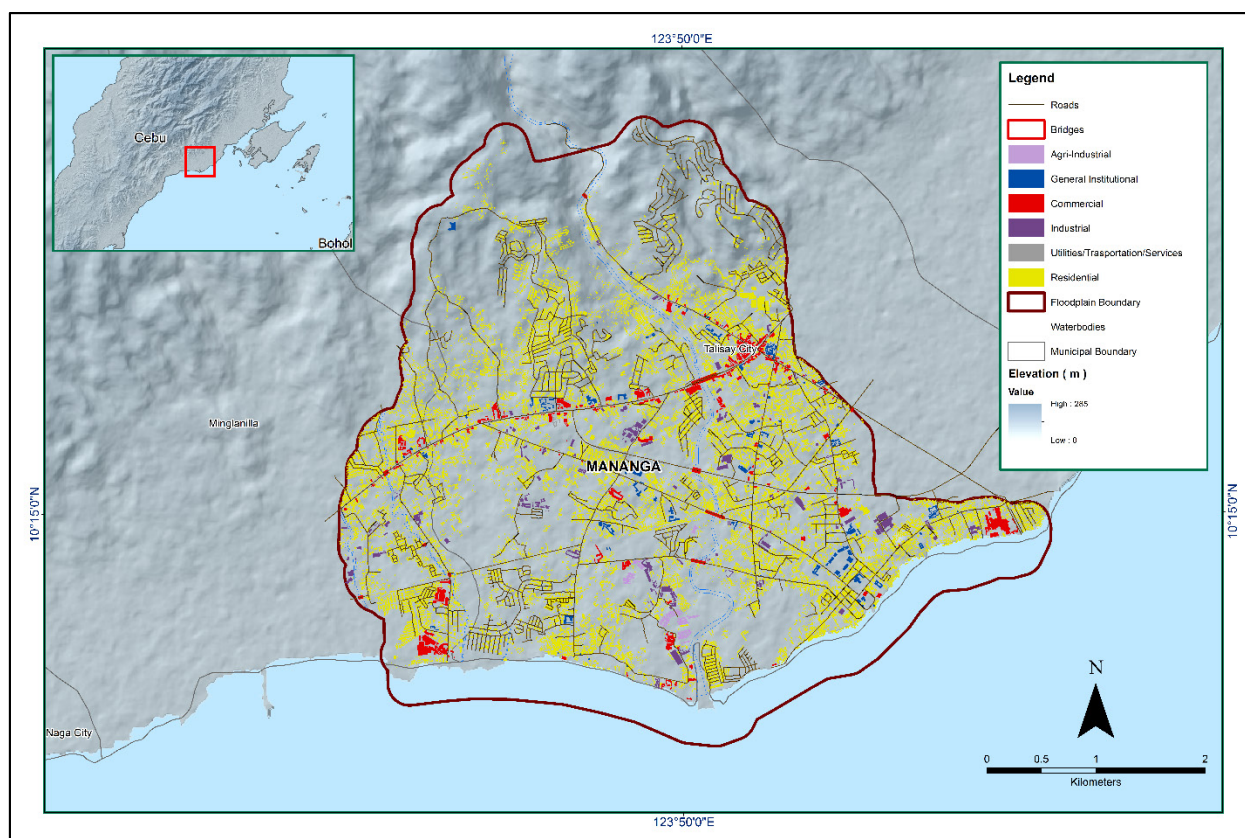 123°50'0"E
Cebu
Bohol
Legend
Roads
Bridges
Agri-Industrial
General Institutional
Commercial
Industrial
Utilities/Trasportation/Services
Residential
Floodplain Boundary
Waterbodies
Municipal Boundary
Elevation ( m )
Value
High : 285
Low : 0
Talisay City
Minglanilla
MANANGA
10°15'0"N
10°15'0"N
Naga City
N
0 0.5 1 2
Kilometers
123°50'0"E